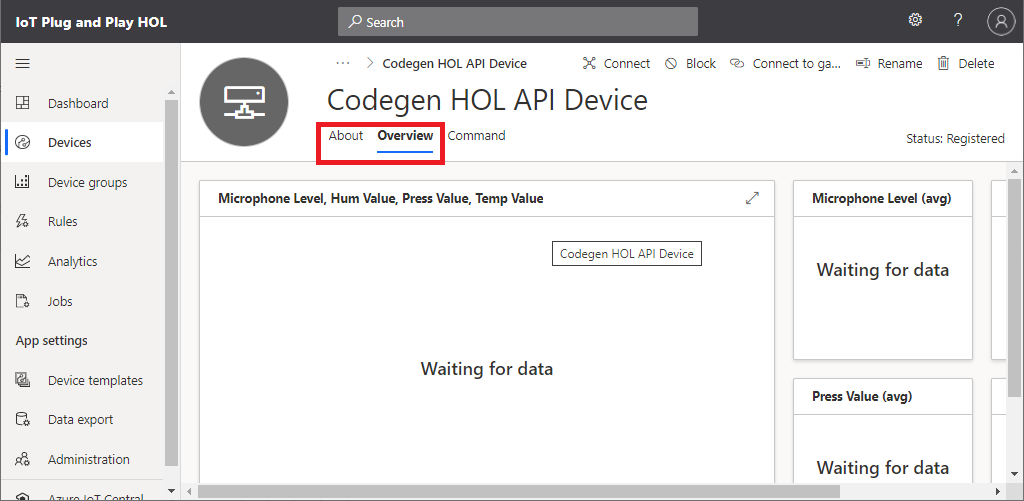 IoT Plug and Play HOL
Search
?
Dashboard
Devices
Device groups
Rules
Analytics
Jobs
App settings
Device templates
Data export
Administration
Azure IoT Central
··· > Codegen HOL API Device
Connect
Block
Connect to ga...
Rename
Delete
Codegen HOL API Device
About Overview Command
Status: Registered
Microphone Level, Hum Value, Press Value, Temp Value
Codegen HOL API Device
Waiting for data
Microphone Level (avg)
Waiting for data
Press Value (avg)
Waiting for data